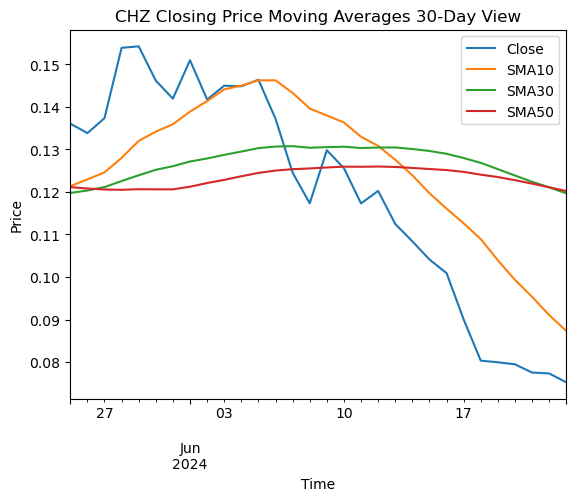 CHZ Closing Price Moving Averages 30-Day View
Close
SMA10
SMA30
SMA50
0.15
0.14
0.13
0.12
0.11
0.10
0.09
0.08
Price
27
03
10
17
Jun
2024
Time